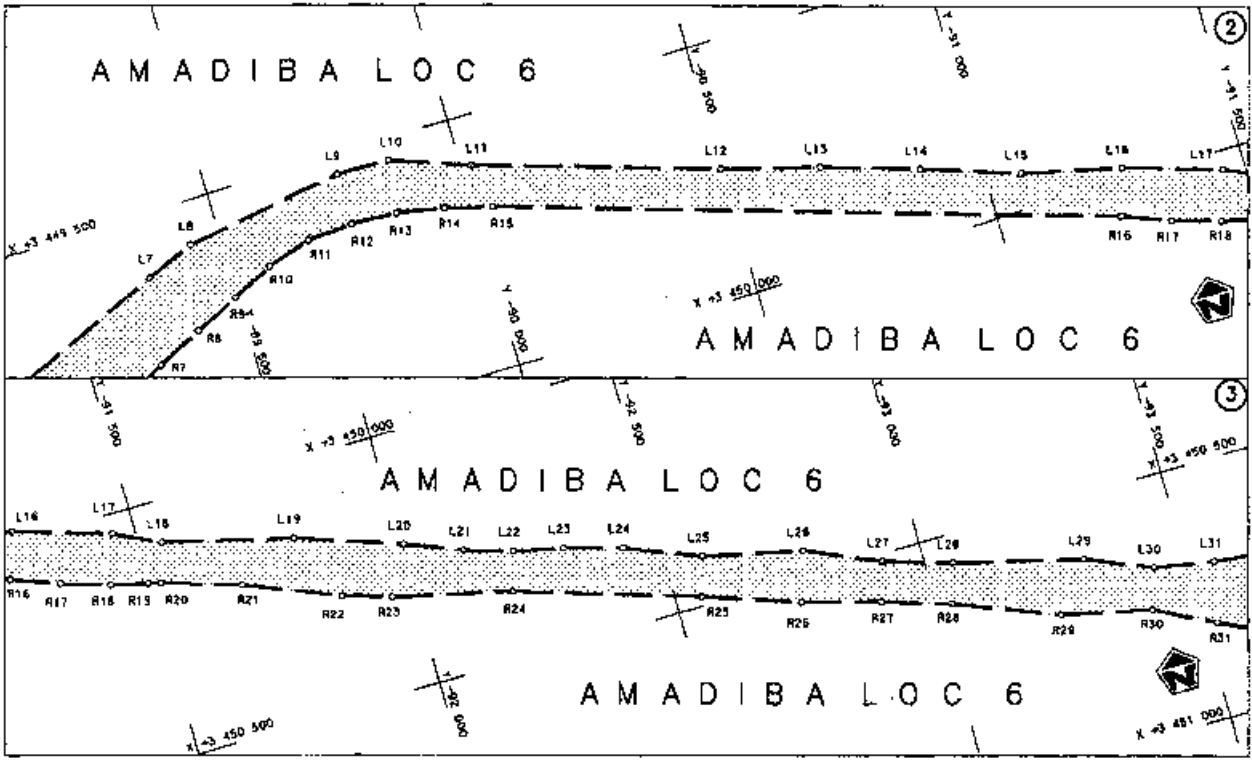 2
AMADIBA LOC 6
Y -90 500
Y -91 000
Y -91 500
L9 L10 L11 L12 L13 L14 L15 L16 L17
X +3 449 500
L7 L8
R7 R8 R9 R10 R11 R12 R13 R14 R15 R16 R17 R18
-89 500
Y -90 000
X +3 450 000
AMADIBA LOC 6
3
Y -91 500
X +3 450 000
Y -92 500
Y -93 000
Y -93 500
X +3 450 500
AMADIBA LOC 6
L16 L17 L18 L19 L20 L21 L22 L23 L24 L25 L26 L27 L28 L29 L30 L31
R16 R17 R18 R19 R20 R21 R22 R23 R24 R25 R26 R27 R28 R29 R30 R31
X +3 450 500
Y -92 000
AMADIBA LOC 6
X +3 451 000